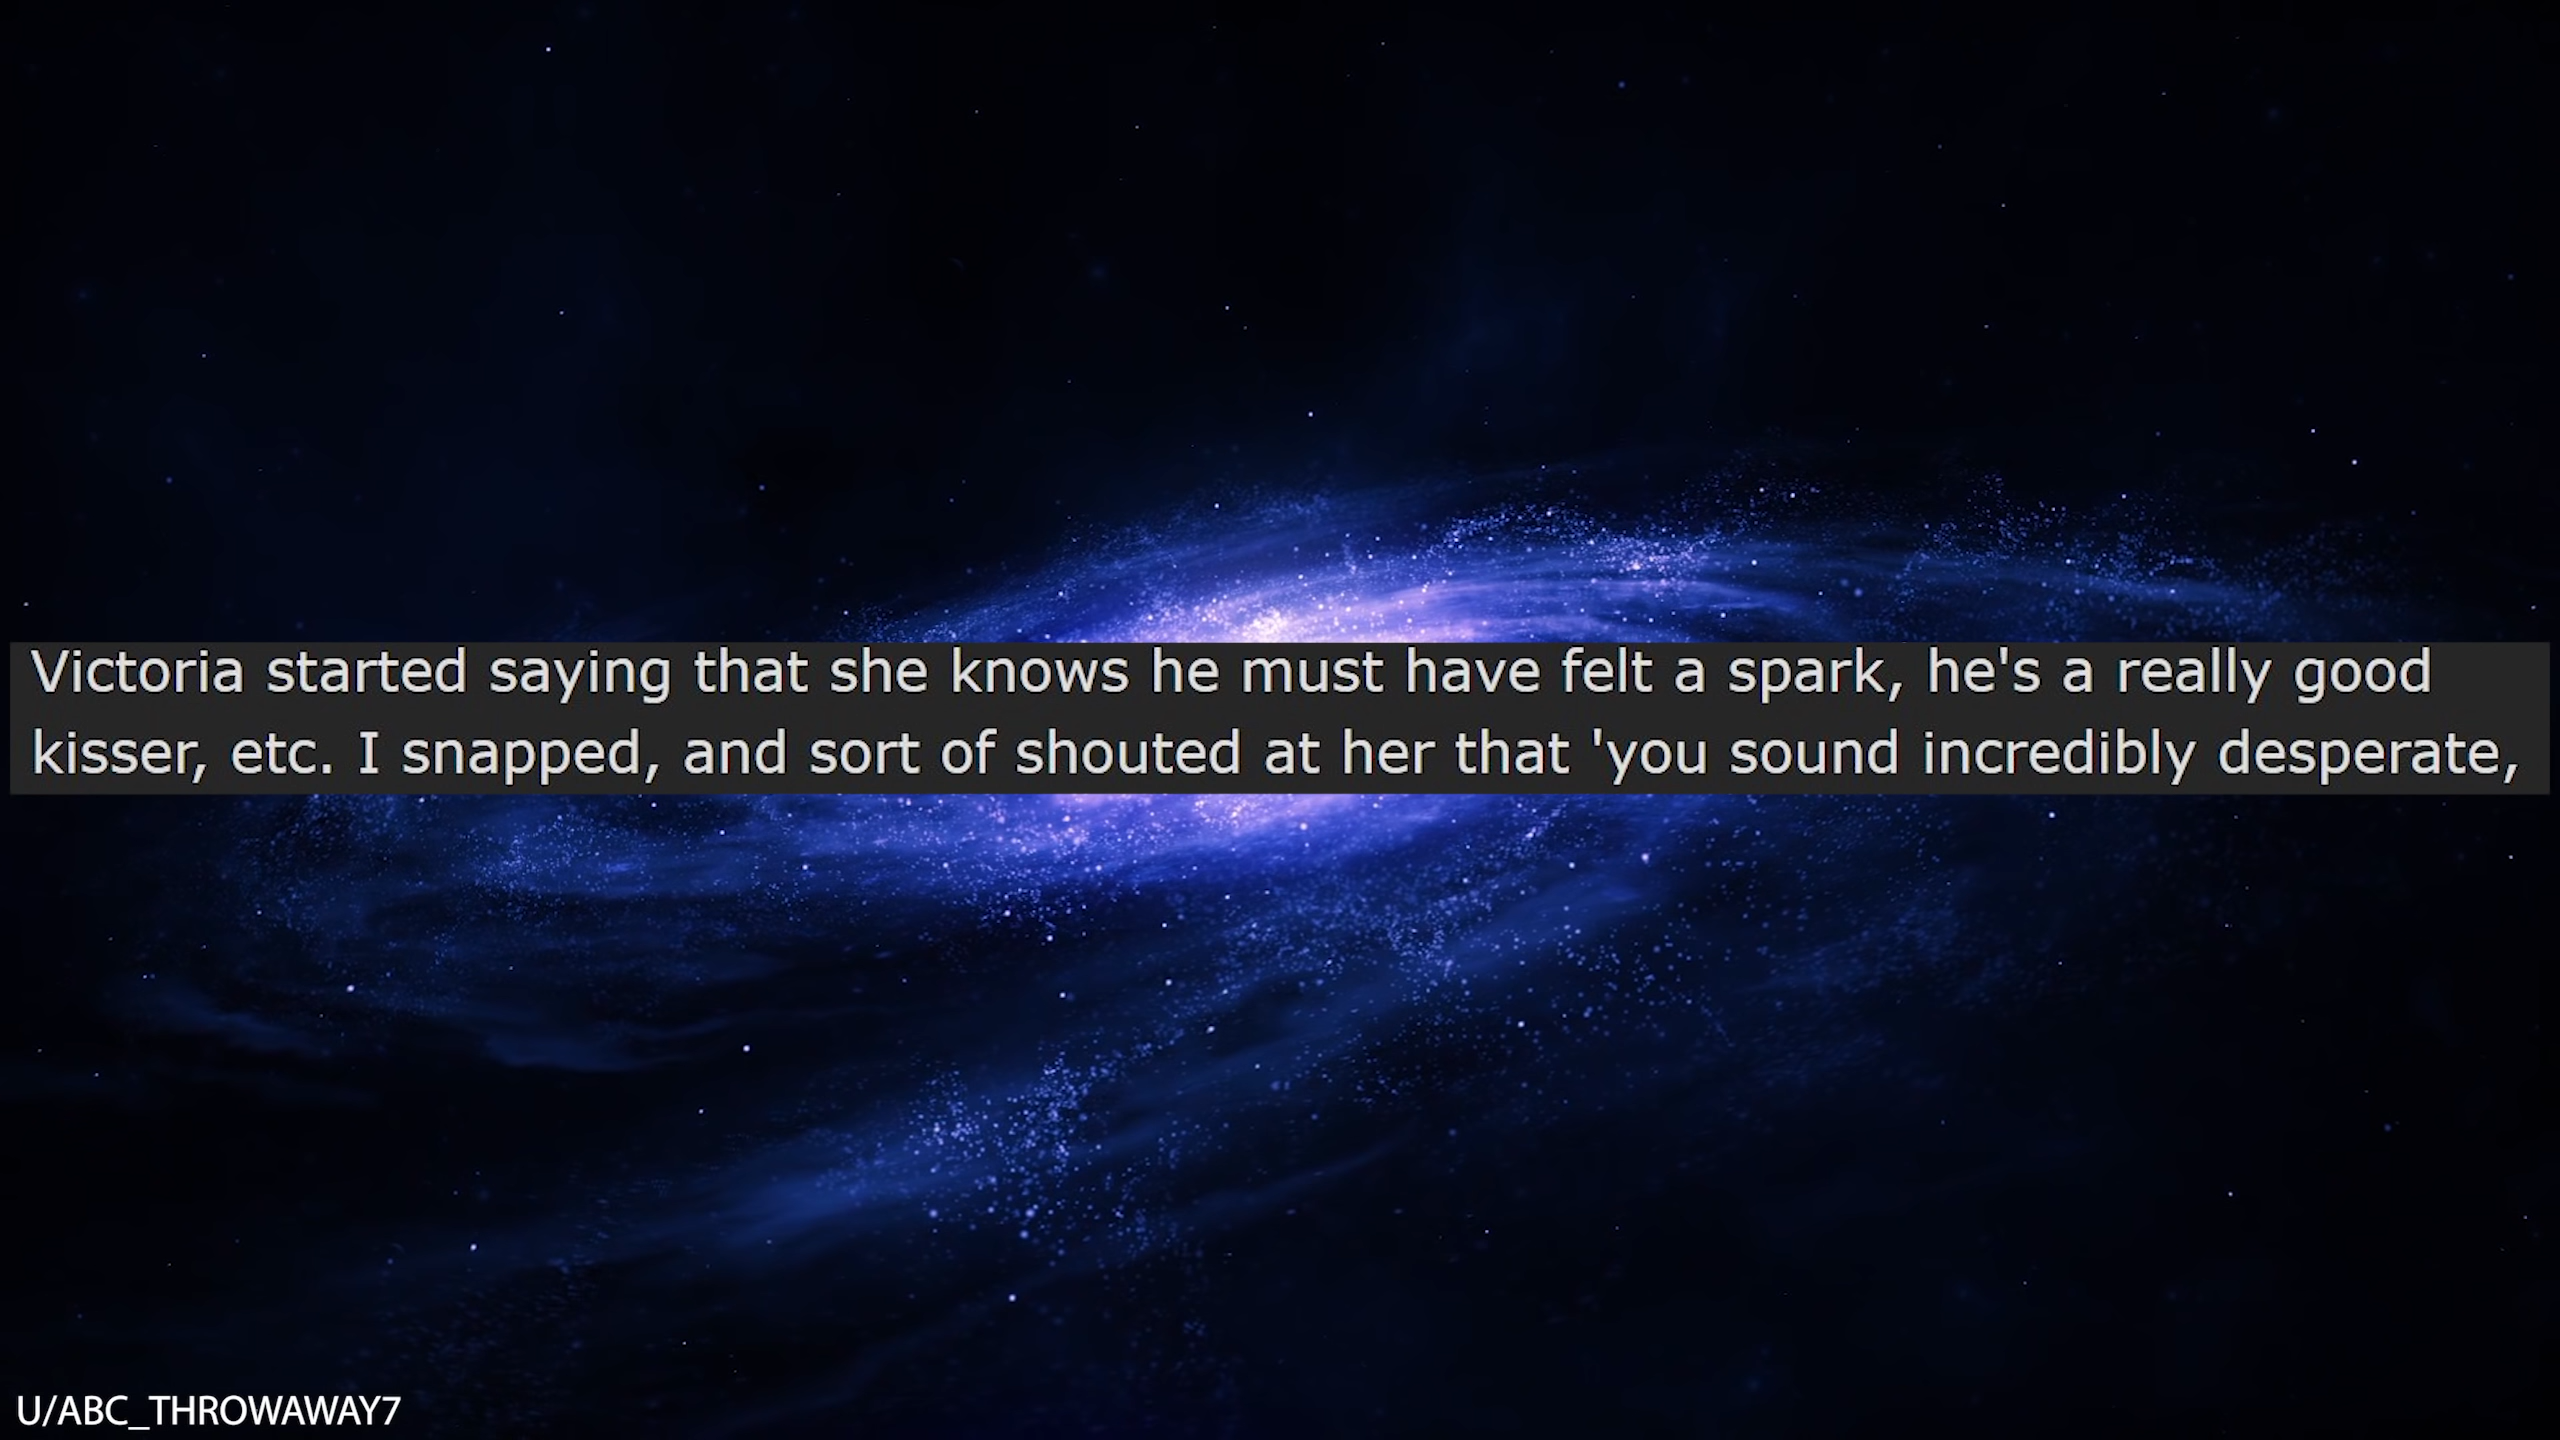 Victoria started saying that she knows he must have felt a spark, he's a really good
kisser, etc. I snapped, and sort of shouted at her that 'you sound incredibly desperate,
U/ABC_THROWAWAY7